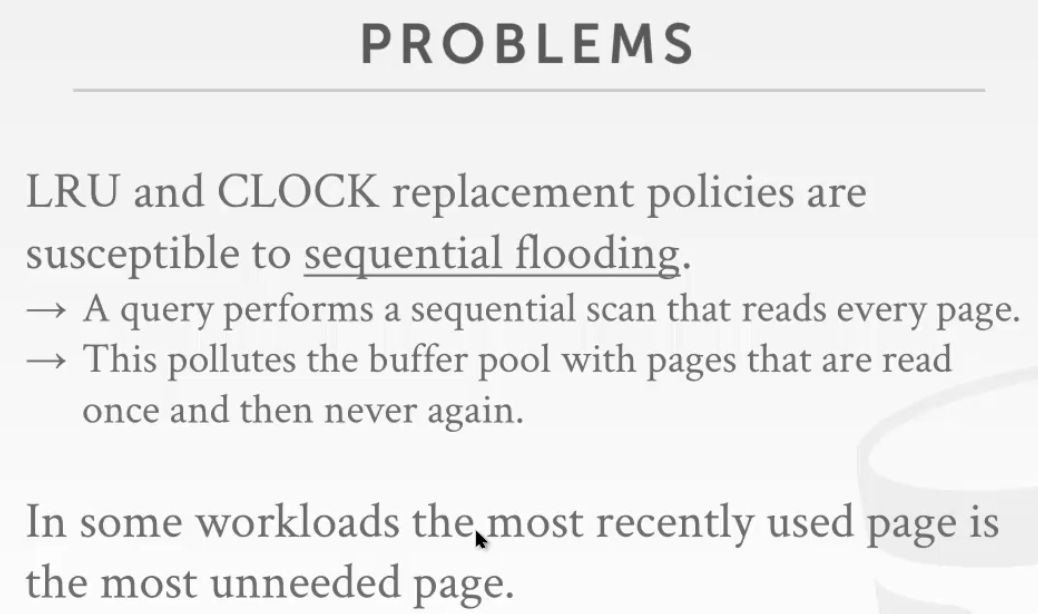 PROBLEMS
LRU and CLOCK replacement policies are
susceptible to sequential flooding.
→ A query performs a sequential scan that reads every page.
→ This pollutes the buffer pool with pages that are read
once and then never again.
In some workloads the most recently used page is
the most unneeded page.